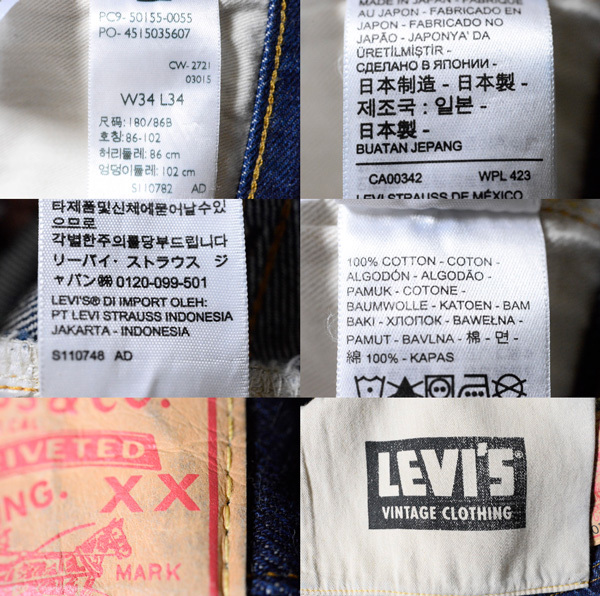 PC9- 50155-0055
PO- 4515035607
CW-2721
03015
W34 L34
尺码: 180/86B
호칭: 86-102
허리둘레: 86 cm
엉덩이둘레: 102 cm
S110782 AD
MADE IN JAPAN - FABRIQUÉ
AU JAPON - FABRICADO EN
JAPON - FABRICADO NO
JAPÃO - JAPONYA' DA
ÜRETİLMİŞTİR -
СДЕЛАНО В ЯПОНИИ -
日本制造 - 日本製 -
제조국 : 일본 -
日本製 -
BUATAN JEPANG
CA00342 WPL 423
LEVI STRAUSS DE MÉXICO
타제품및신체에묻어날수있
으므로
각별한주의를당부드립니다
リーバイ・ストラウス ジ
ャパン㈱ 0120-099-501
LEVI'S® DI IMPORT OLEH:
PT LEVI STRAUSS INDONESIA
JAKARTA - INDONESIA
S110748 AD
100% COTTON - COTON -
ALGODÓN - ALGODÃO -
PAMUK - COTONE -
BAUMWOLLE - KATOEN - BAM
BAKI - ХЛОПОК - BAWEŁNA -
PAMUT - BAVLNA - 棉 - 면 -
綿 100% - KAPAS
& CO.
RIVETED
XX
MARK
LEVI'S®
VINTAGE CLOTHING